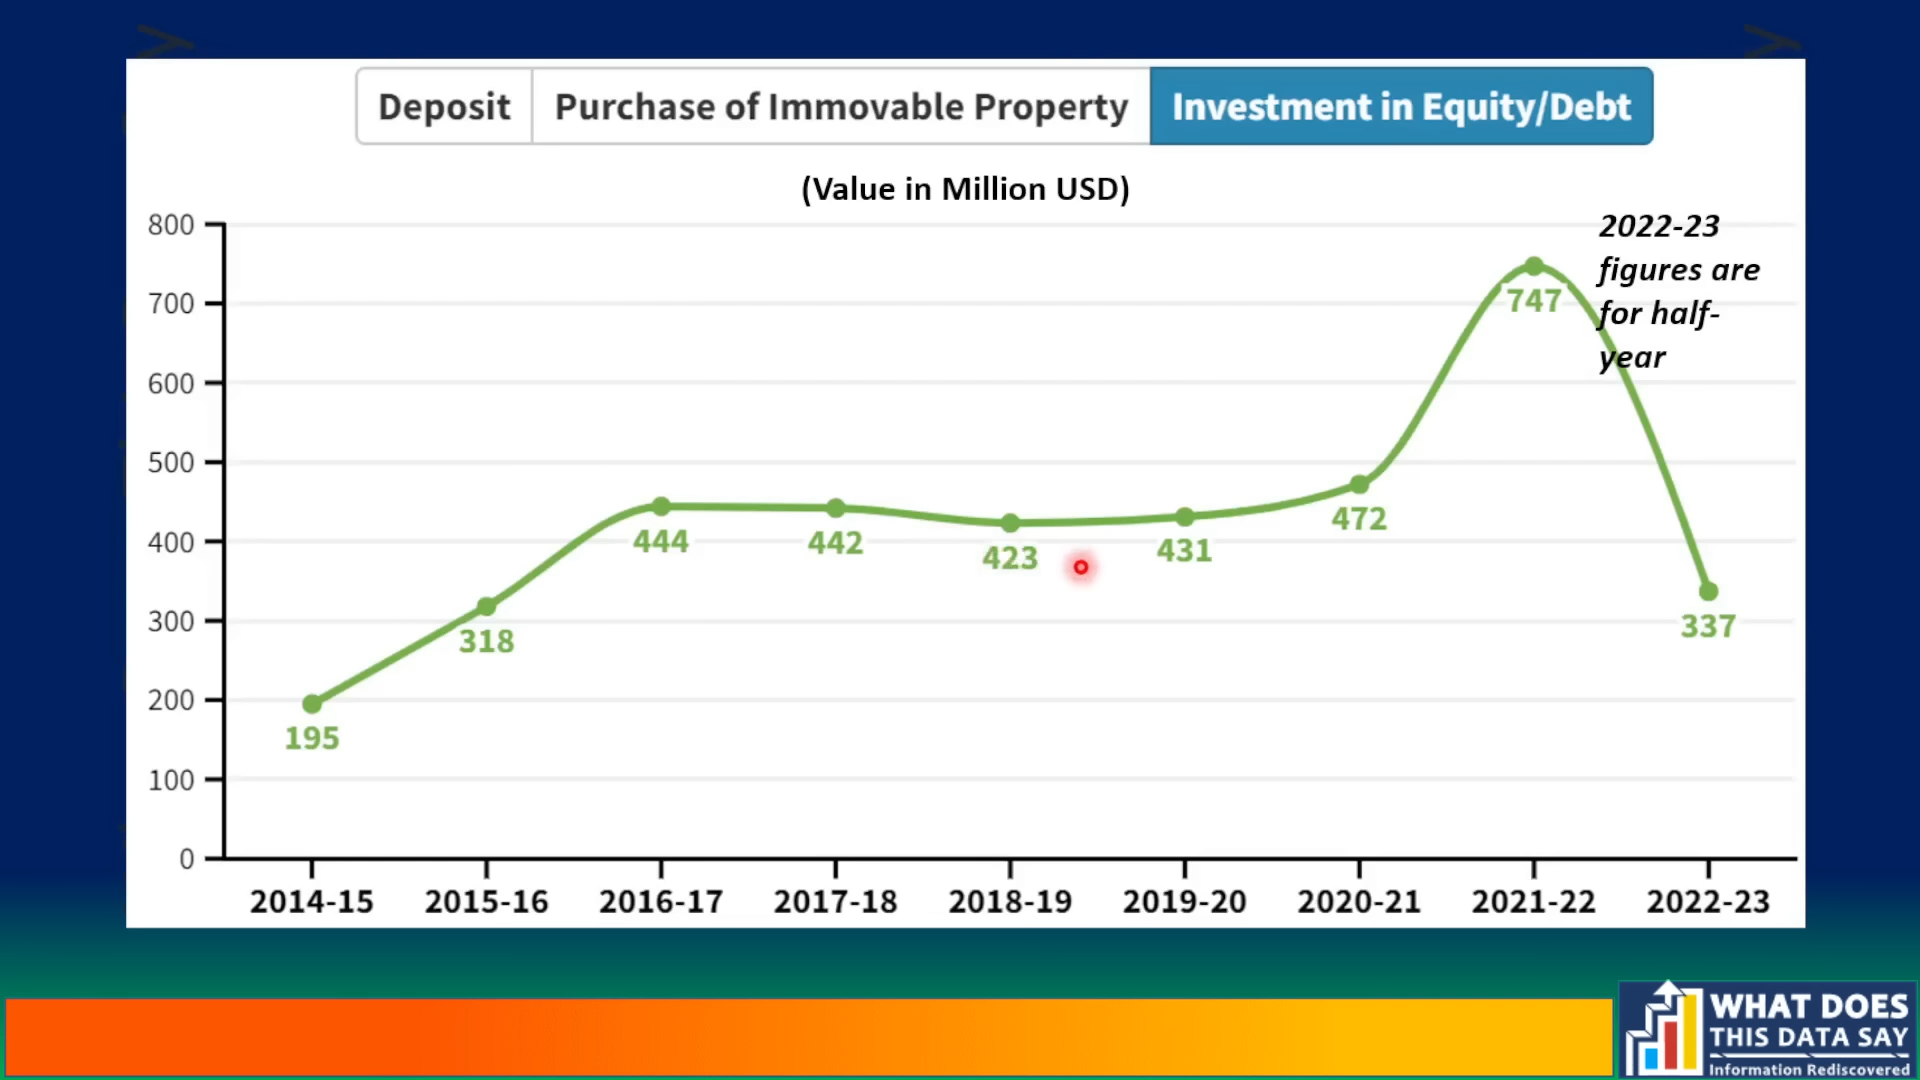 Deposit Purchase of Immovable Property Investment in Equity/Debt
(Value in Million USD)
2022-23
figures are
for half-
year
800
700
600
500
400
300
200
100
0
195
318
444
442
423
431
472
747
337
2014-15 2015-16 2016-17 2017-18 2018-19 2019-20 2020-21 2021-22 2022-23
WHAT DOES
THIS DATA SAY
Information Rediscovered